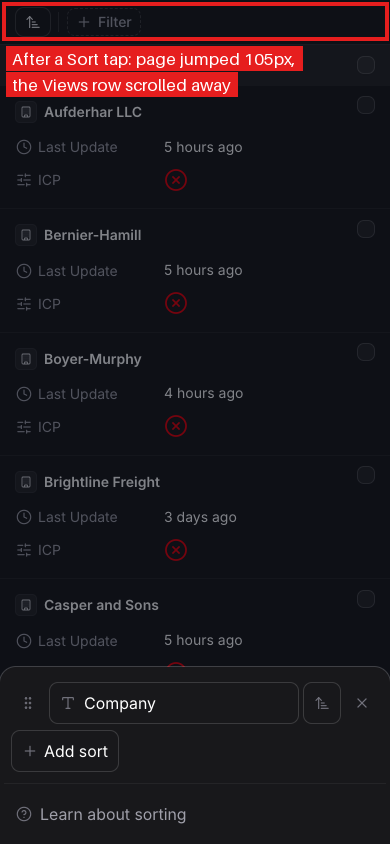 Filter
After a Sort tap: page jumped 105px,
the Views row scrolled away
Aufderhar LLC
Last Update 5 hours ago
ICP
Bernier-Hamill
Last Update 5 hours ago
ICP
Boyer-Murphy
Last Update 4 hours ago
ICP
Brightline Freight
Last Update 3 days ago
ICP
Casper and Sons
Last Update 5 hours ago
Company
Add sort
Learn about sorting